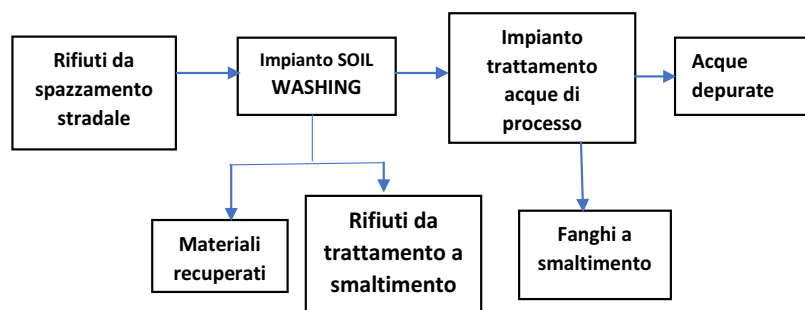 Rifiuti da
spazzamento
stradale
Impianto SOIL
WASHING
Impianto
trattamento
acque di
processo
Acque
depurate
Materiali
recuperati
Rifiuti da
trattamento a
smaltimento
Fanghi a
smaltimento